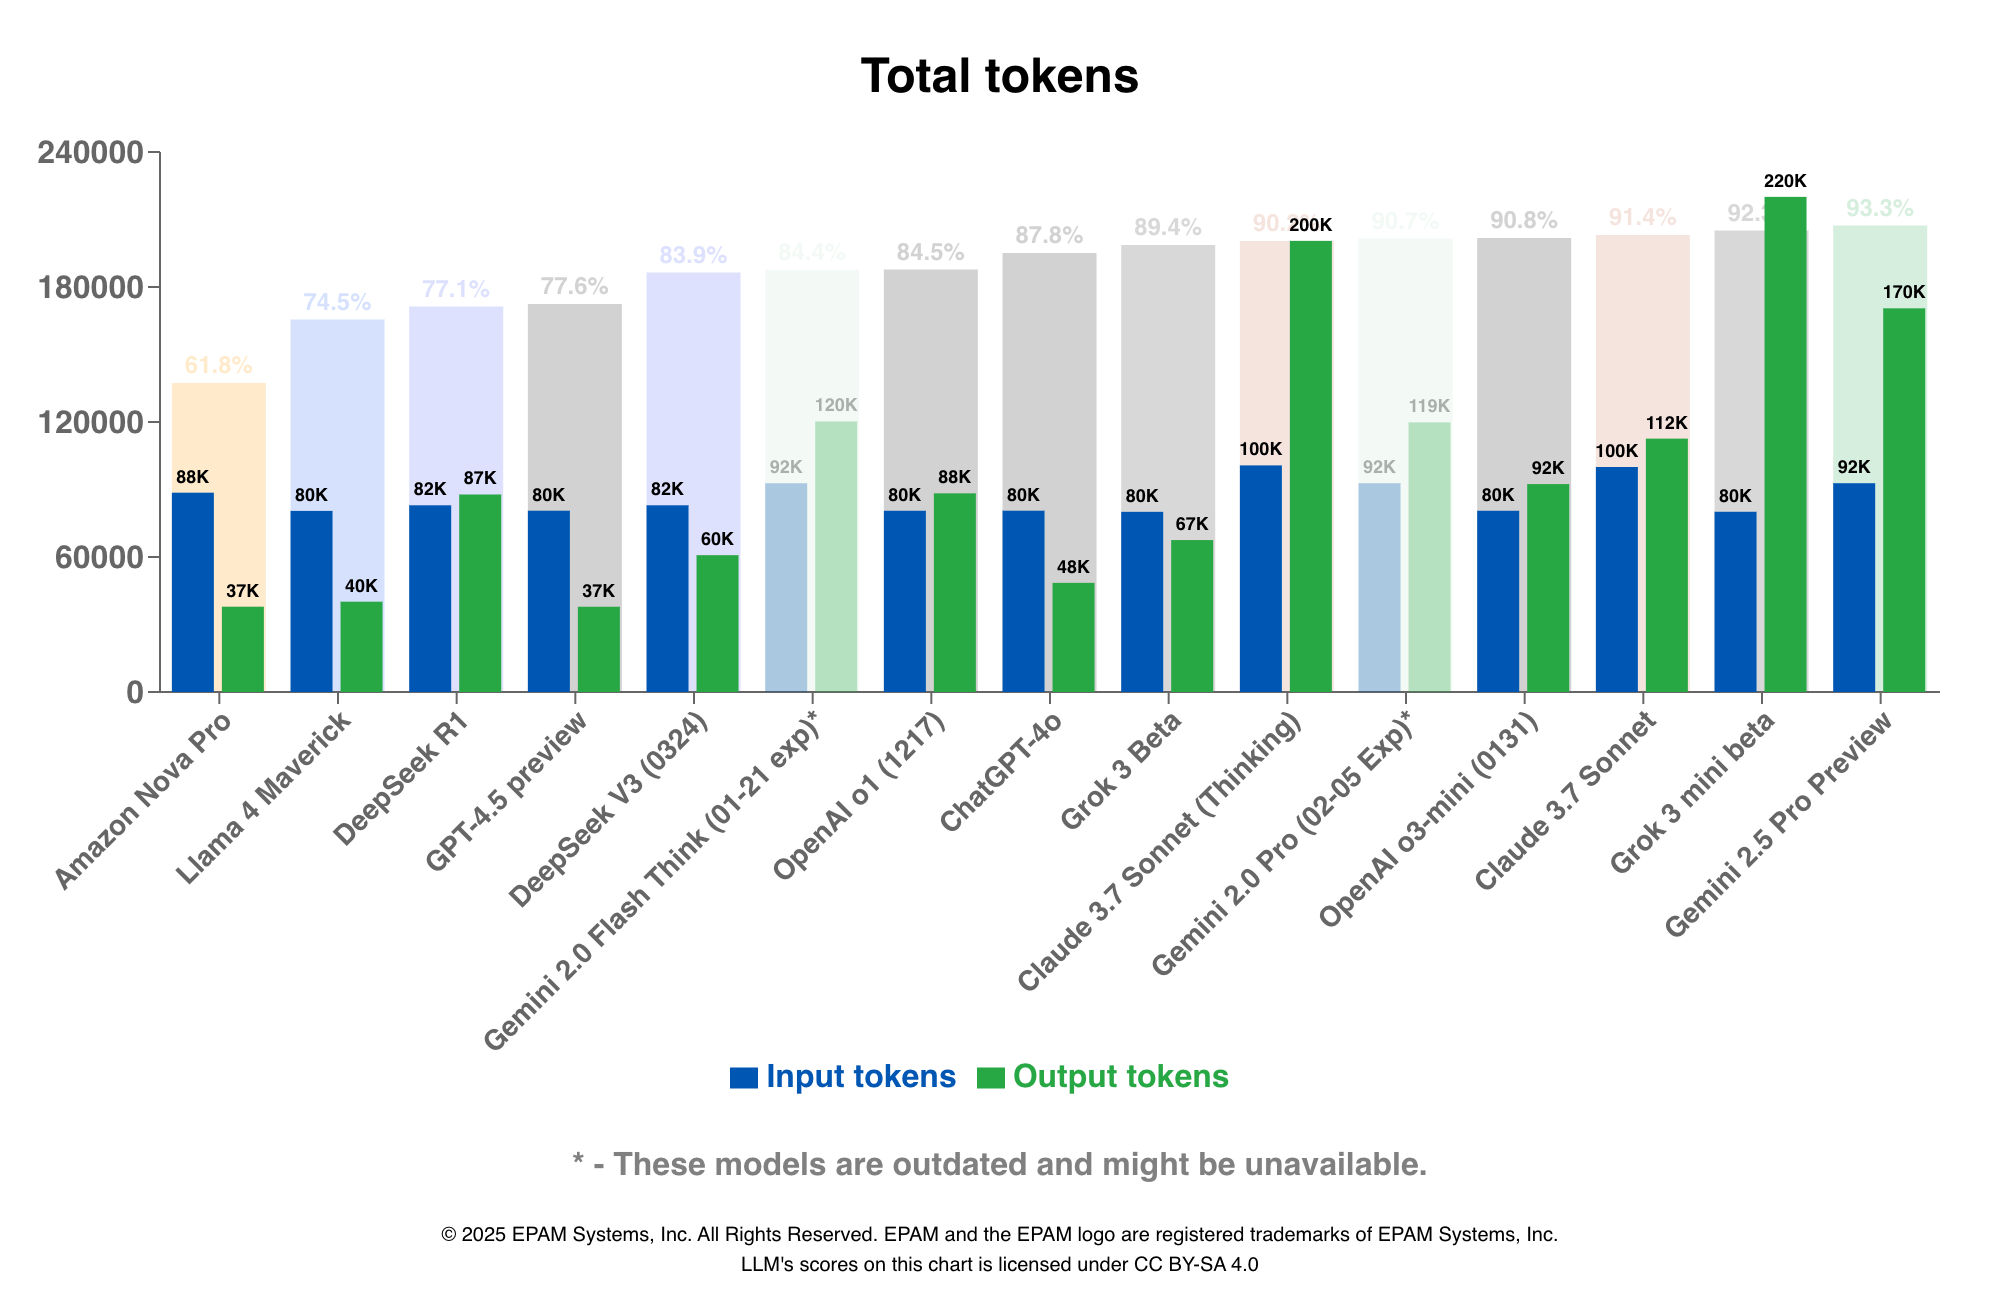 Total tokens
240000
180000
120000
60000
0
61.8%
74.5%
77.1%
77.6%
83.9%
84.4%
84.5%
87.8%
89.4%
90.7%
90.8%
91.4%
93.3%
88K
37K
80K
40K
82K
87K
80K
37K
82K
60K
92K
120K
80K
88K
80K
48K
80K
67K
100K
200K
92K
119K
80K
92K
100K
112K
80K
220K
92K
170K
Amazon Nova Pro
Llama 4 Maverick
DeepSeek R1
GPT-4.5 preview
DeepSeek V3 (0324)
Gemini 2.0 Flash Think (01-21 exp)*
OpenAI o1 (1217)
ChatGPT-4o
Grok 3 Beta
Claude 3.7 Sonnet (Thinking)
Gemini 2.0 Pro (02-05 Exp)*
OpenAI o3-mini (0131)
Claude 3.7 Sonnet
Grok 3 mini beta
Gemini 2.5 Pro Preview
Input tokens
Output tokens
* - These models are outdated and might be unavailable.
© 2025 EPAM Systems, Inc. All Rights Reserved. EPAM and the EPAM logo are registered trademarks of EPAM Systems, Inc.
LLM's scores on this chart is licensed under CC BY-SA 4.0